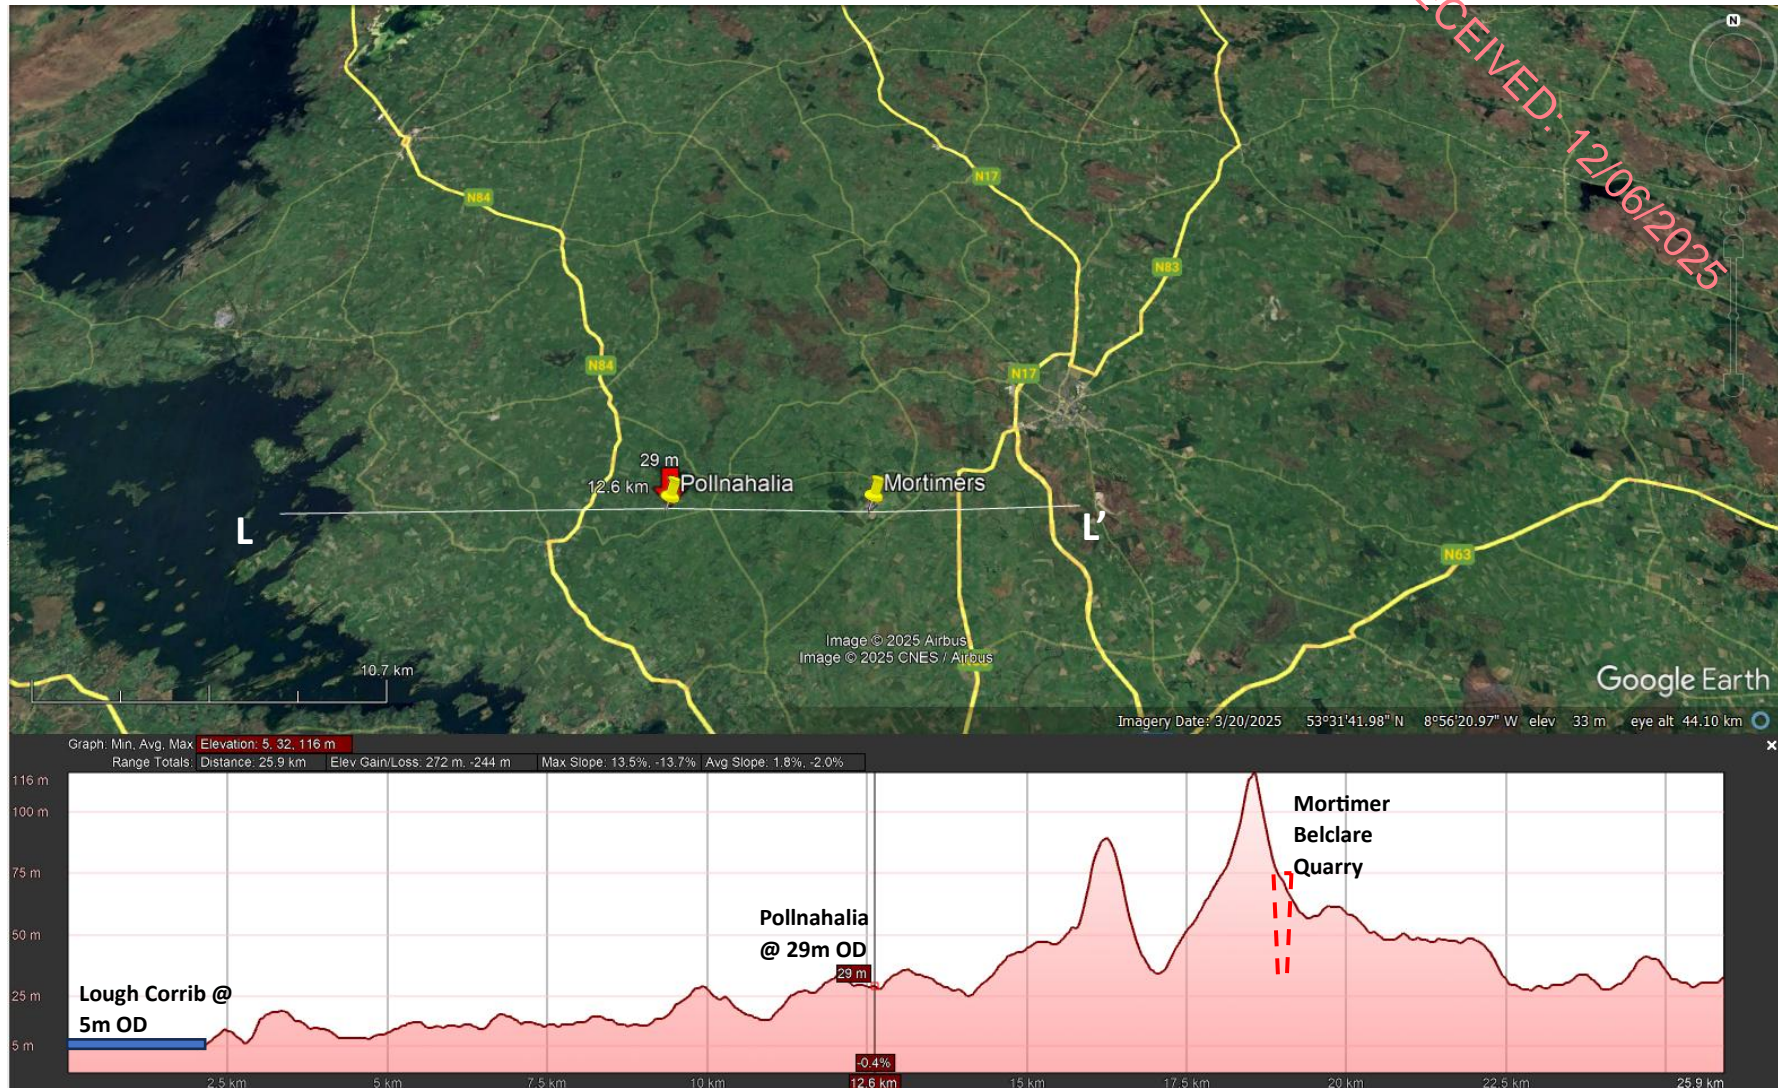 CEIVED: 12/06/2025
N
N84
N17
N83
N84
N17
29 m
12.6 km
Pollnahalia
Mortimers
L
L’
N63
Image © 2025 Airbus
Image © 2025 CNES / Airbus
10.7 km
Google Earth
Imagery Date: 3/20/2025 53°31'41.98" N 8°56'20.97" W elev 33 m eye alt 44.10 km
Graph: Min, Avg, Max Elevation: 5, 32, 116 m
Range Totals: Distance: 25.9 km Elev Gain/Loss: 272 m, -244 m Max Slope: 13.5%, -13.7% Avg Slope: 1.8%, -2.0%
116 m
100 m
75 m
50 m
25 m
5 m
Mortimer
Belclare
Quarry
Pollnahalia
@ 29m OD
29 m
Lough Corrib @
5m OD
-0.4%
2.5 km 5 km 7.5 km 10 km 12.6 km 15 km 17.5 km 20 km 22.5 km 25.9 km